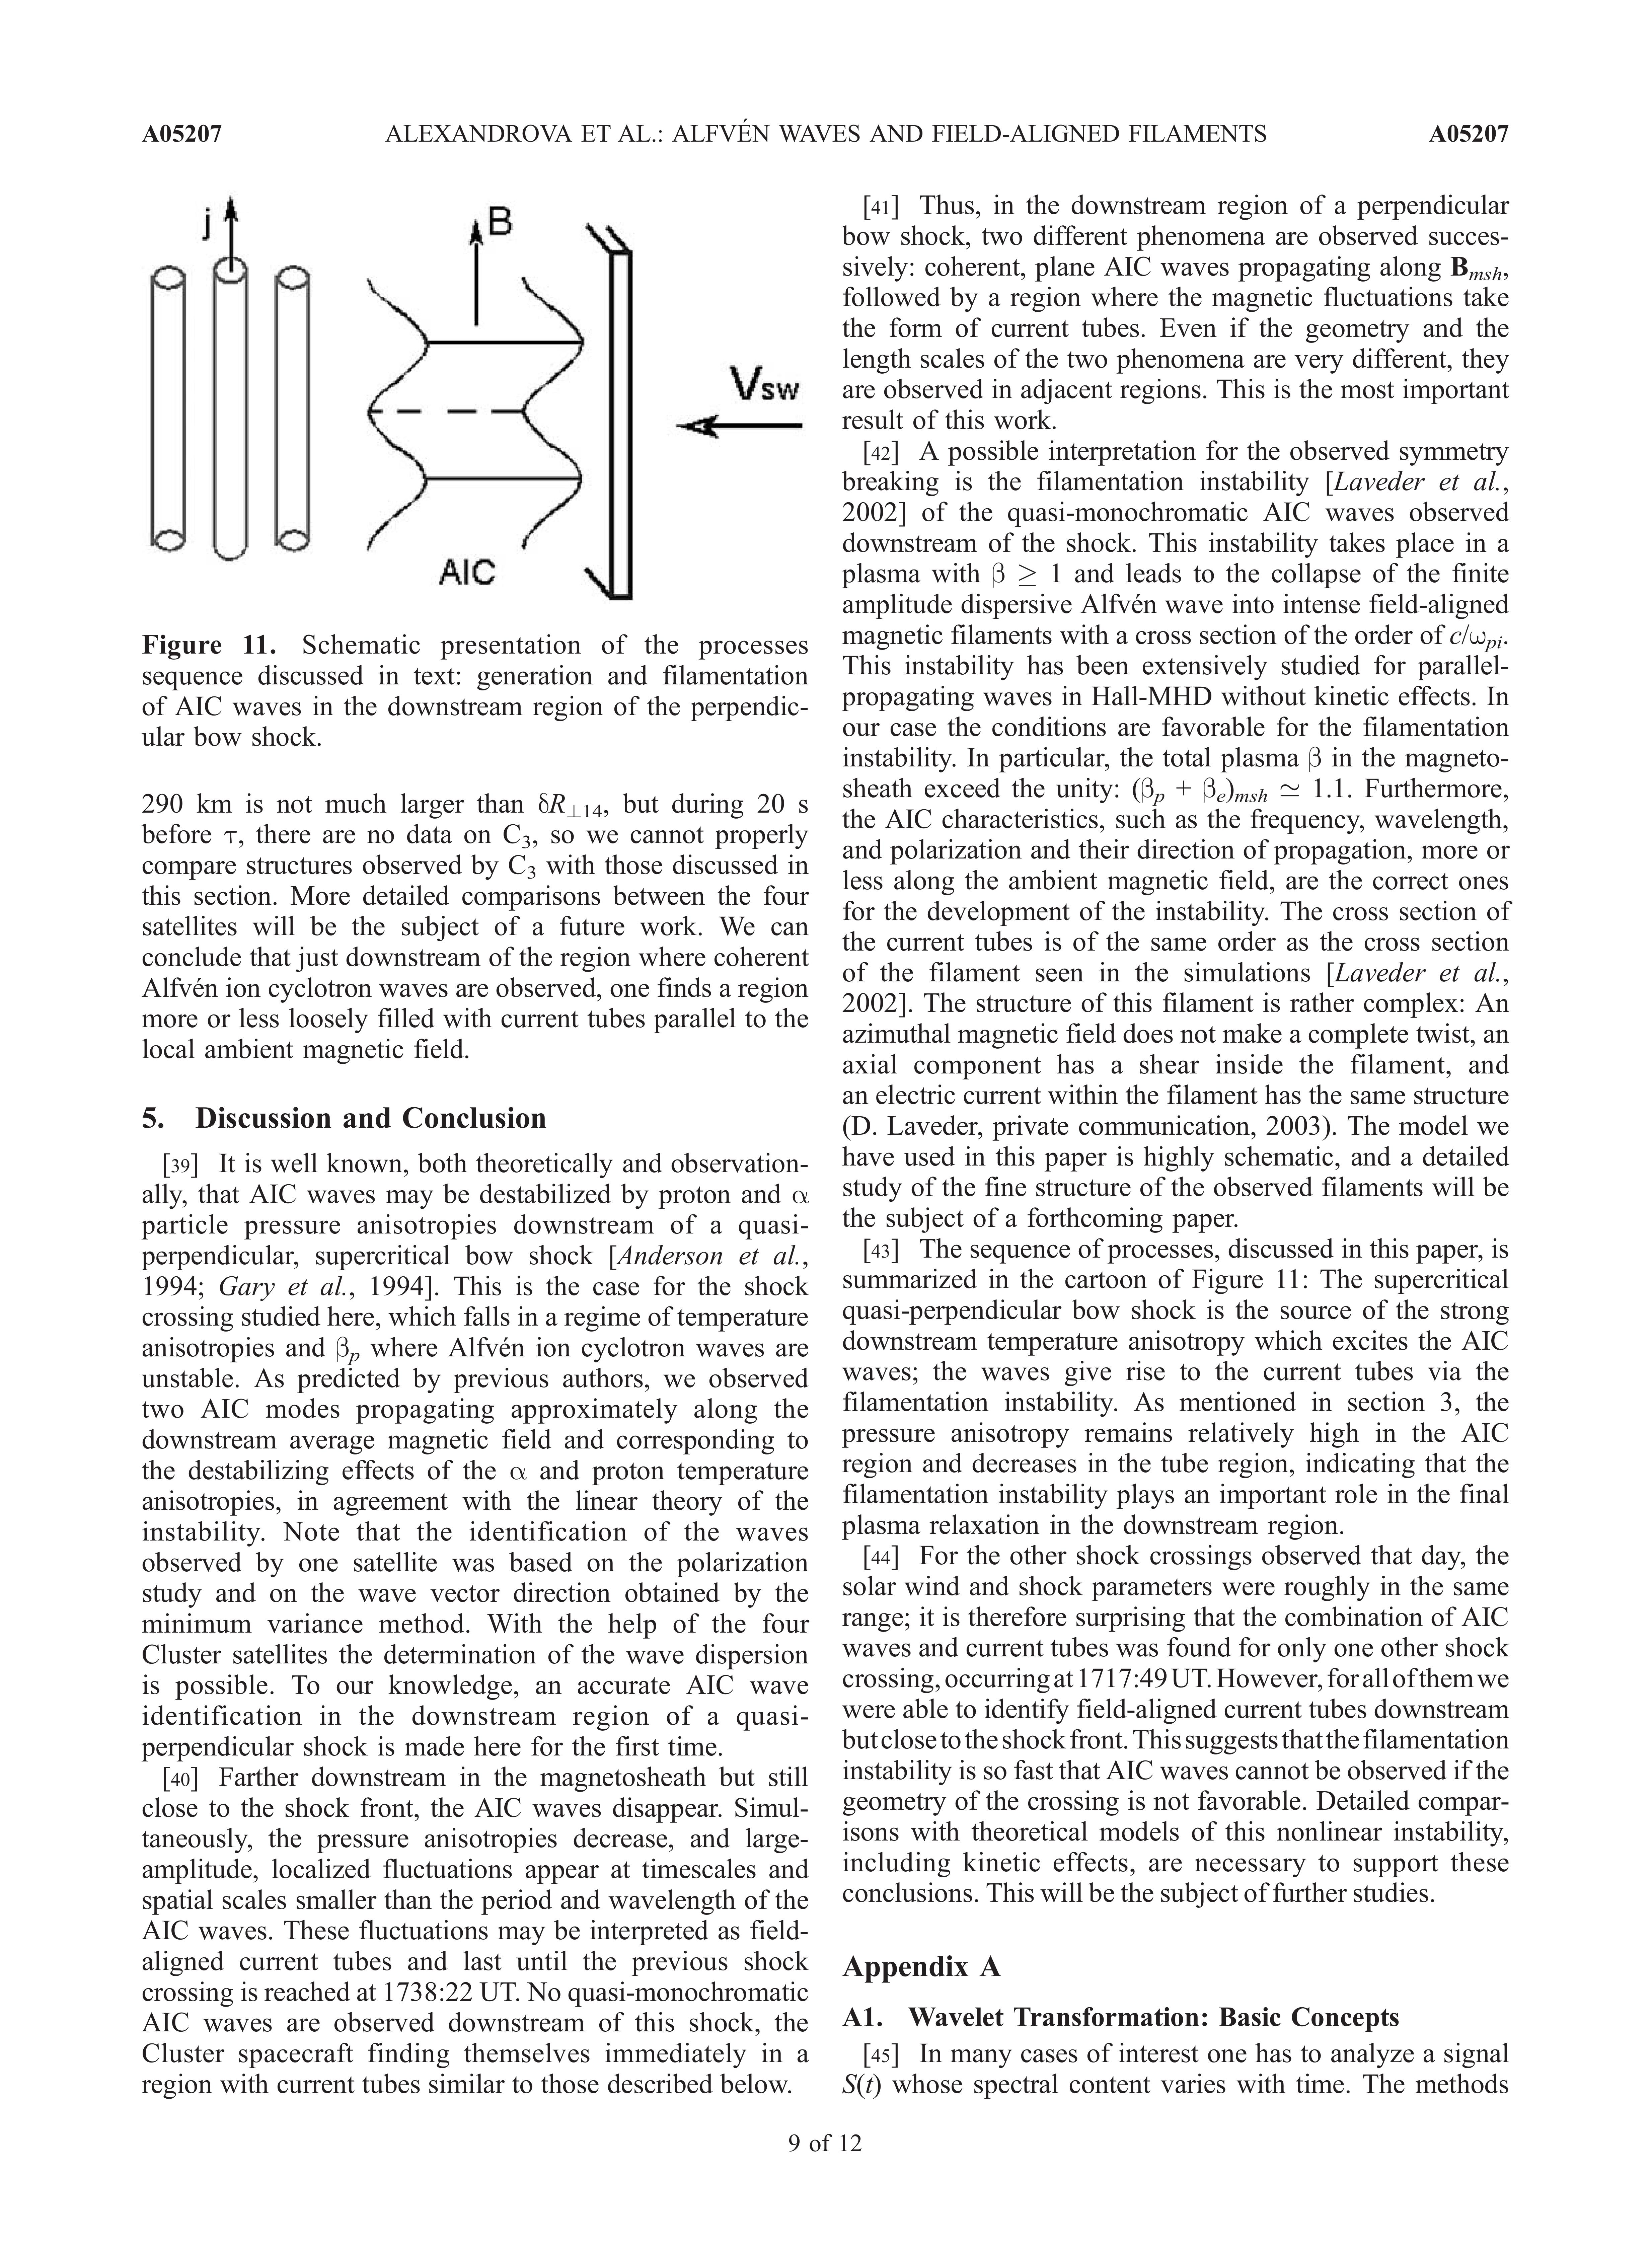 A05207 ALEXANDROVA ET AL.: ALFVÉN WAVES AND FIELD-ALIGNED FILAMENTS A05207
j
B
Vsw
AIC
Figure 11. Schematic presentation of the processes
sequence discussed in text: generation and filamentation
of AIC waves in the downstream region of the perpendic-
ular bow shock.
290 km is not much larger than δR⊥14, but during 20 s
before τ, there are no data on C3, so we cannot properly
compare structures observed by C3 with those discussed in
this section. More detailed comparisons between the four
satellites will be the subject of a future work. We can
conclude that just downstream of the region where coherent
Alfvén ion cyclotron waves are observed, one finds a region
more or less loosely filled with current tubes parallel to the
local ambient magnetic field.
5. Discussion and Conclusion
[39] It is well known, both theoretically and observation-
ally, that AIC waves may be destabilized by proton and α
particle pressure anisotropies downstream of a quasi-
perpendicular, supercritical bow shock [Anderson et al.,
1994; Gary et al., 1994]. This is the case for the shock
crossing studied here, which falls in a regime of temperature
anisotropies and βp where Alfvén ion cyclotron waves are
unstable. As predicted by previous authors, we observed
two AIC modes propagating approximately along the
downstream average magnetic field and corresponding to
the destabilizing effects of the α and proton temperature
anisotropies, in agreement with the linear theory of the
instability. Note that the identification of the waves
observed by one satellite was based on the polarization
study and on the wave vector direction obtained by the
minimum variance method. With the help of the four
Cluster satellites the determination of the wave dispersion
is possible. To our knowledge, an accurate AIC wave
identification in the downstream region of a quasi-
perpendicular shock is made here for the first time.
[40] Farther downstream in the magnetosheath but still
close to the shock front, the AIC waves disappear. Simul-
taneously, the pressure anisotropies decrease, and large-
amplitude, localized fluctuations appear at timescales and
spatial scales smaller than the period and wavelength of the
AIC waves. These fluctuations may be interpreted as field-
aligned current tubes and last until the previous shock
crossing is reached at 1738:22 UT. No quasi-monochromatic
AIC waves are observed downstream of this shock, the
Cluster spacecraft finding themselves immediately in a
region with current tubes similar to those described below.
[41] Thus, in the downstream region of a perpendicular
bow shock, two different phenomena are observed succes-
sively: coherent, plane AIC waves propagating along Bmsh,
followed by a region where the magnetic fluctuations take
the form of current tubes. Even if the geometry and the
length scales of the two phenomena are very different, they
are observed in adjacent regions. This is the most important
result of this work.
[42] A possible interpretation for the observed symmetry
breaking is the filamentation instability [Laveder et al.,
2002] of the quasi-monochromatic AIC waves observed
downstream of the shock. This instability takes place in a
plasma with β ≥ 1 and leads to the collapse of the finite
amplitude dispersive Alfvén wave into intense field-aligned
magnetic filaments with a cross section of the order of c/ωpi.
This instability has been extensively studied for parallel-
propagating waves in Hall-MHD without kinetic effects. In
our case the conditions are favorable for the filamentation
instability. In particular, the total plasma β in the magneto-
sheath exceed the unity: (βp + βe)msh ≃ 1.1. Furthermore,
the AIC characteristics, such as the frequency, wavelength,
and polarization and their direction of propagation, more or
less along the ambient magnetic field, are the correct ones
for the development of the instability. The cross section of
the current tubes is of the same order as the cross section
of the filament seen in the simulations [Laveder et al.,
2002]. The structure of this filament is rather complex: An
azimuthal magnetic field does not make a complete twist, an
axial component has a shear inside the filament, and
an electric current within the filament has the same structure
(D. Laveder, private communication, 2003). The model we
have used in this paper is highly schematic, and a detailed
study of the fine structure of the observed filaments will be
the subject of a forthcoming paper.
[43] The sequence of processes, discussed in this paper, is
summarized in the cartoon of Figure 11: The supercritical
quasi-perpendicular bow shock is the source of the strong
downstream temperature anisotropy which excites the AIC
waves; the waves give rise to the current tubes via the
filamentation instability. As mentioned in section 3, the
pressure anisotropy remains relatively high in the AIC
region and decreases in the tube region, indicating that the
filamentation instability plays an important role in the final
plasma relaxation in the downstream region.
[44] For the other shock crossings observed that day, the
solar wind and shock parameters were roughly in the same
range; it is therefore surprising that the combination of AIC
waves and current tubes was found for only one other shock
crossing, occurring at 1717:49 UT. However, for all of them we
were able to identify field-aligned current tubes downstream
but close to the shock front. This suggests that the filamentation
instability is so fast that AIC waves cannot be observed if the
geometry of the crossing is not favorable. Detailed compar-
isons with theoretical models of this nonlinear instability,
including kinetic effects, are necessary to support these
conclusions. This will be the subject of further studies.
Appendix A
A1. Wavelet Transformation: Basic Concepts
[45] In many cases of interest one has to analyze a signal
S(t) whose spectral content varies with time. The methods
9 of 12